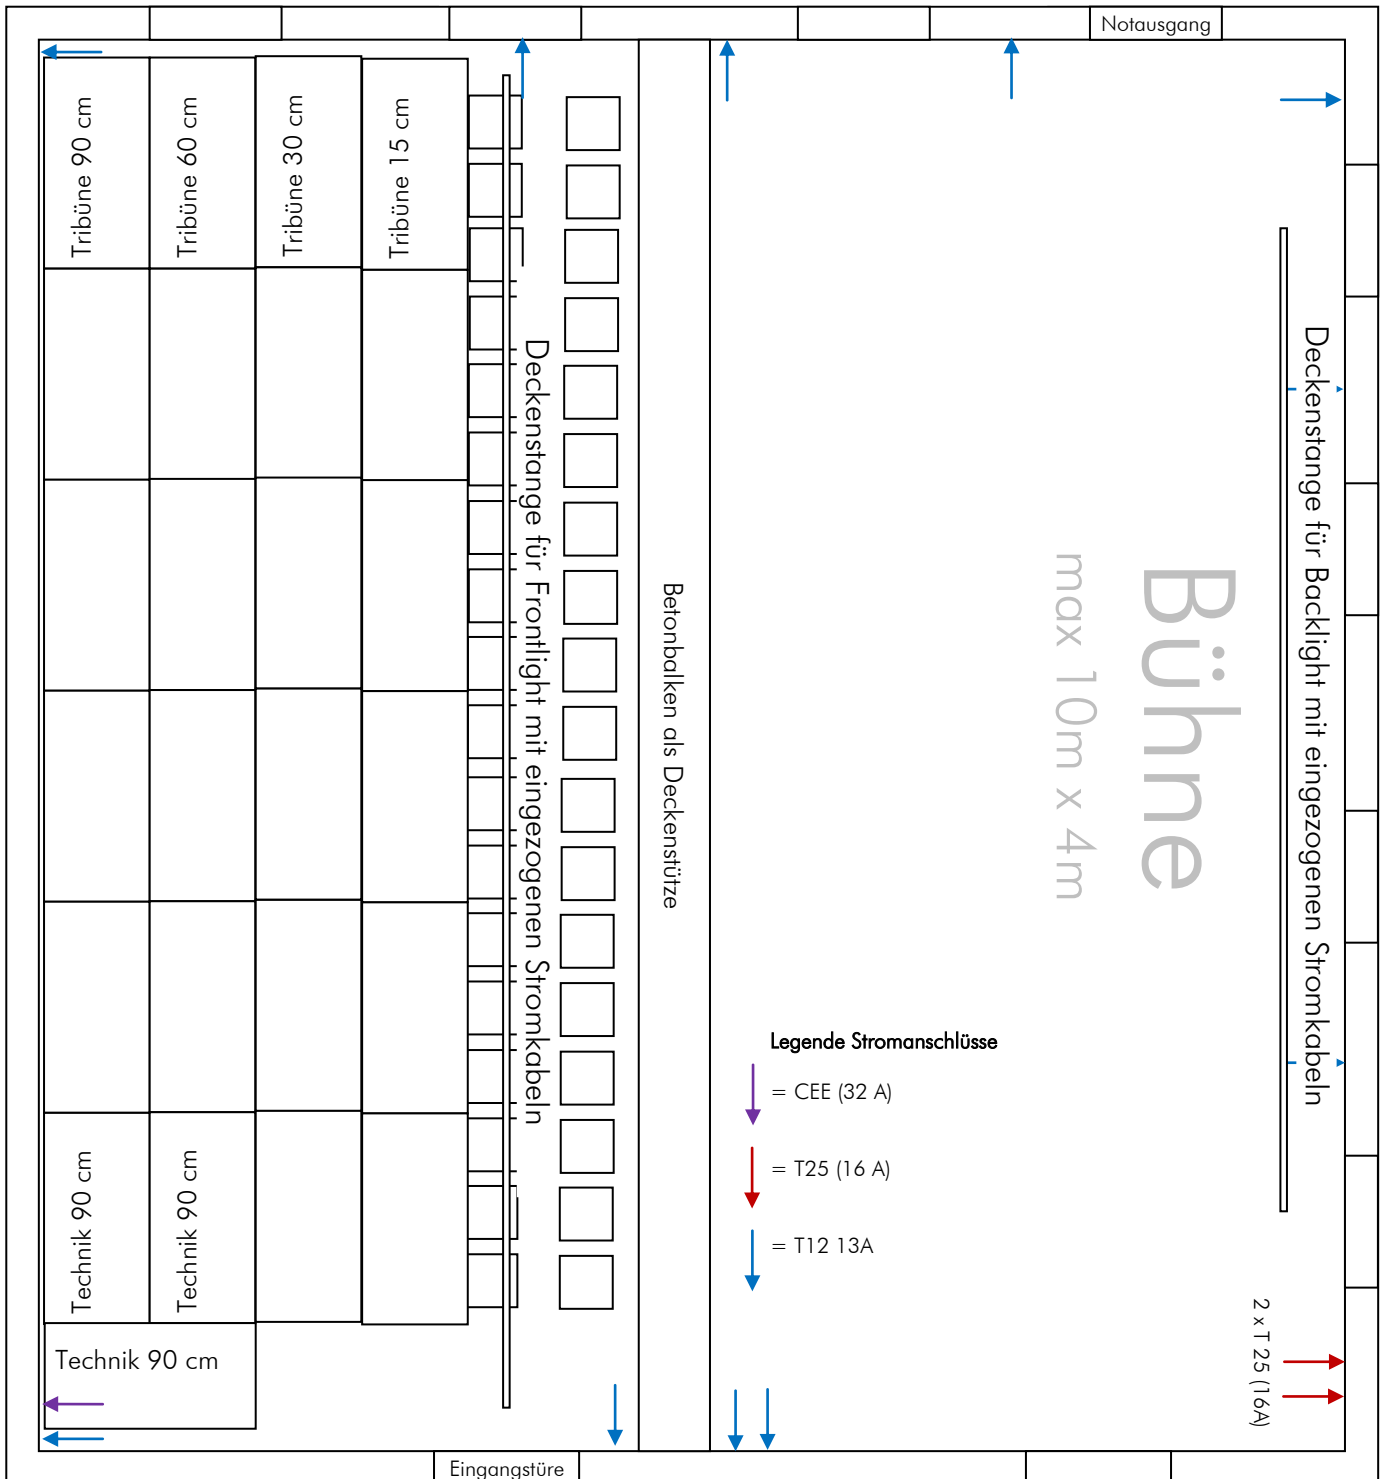 Notausgang
Tribüne 90 cm
Tribüne 60 cm
Tribüne 30 cm
Tribüne 15 cm
Deckenstange für Frontlight mit eingezogenen Stromkabeln
Betonbalken als Deckenstütze
Bühne
max 10m x 4m
Deckenstange für Backlight mit eingezogenen Stromkabeln
Legende Stromanschlüsse
= CEE (32 A)
= T25 (16 A)
= T12 13A
Technik 90 cm
Technik 90 cm
Technik 90 cm
2 x T 25 (16A)
Eingangstüre